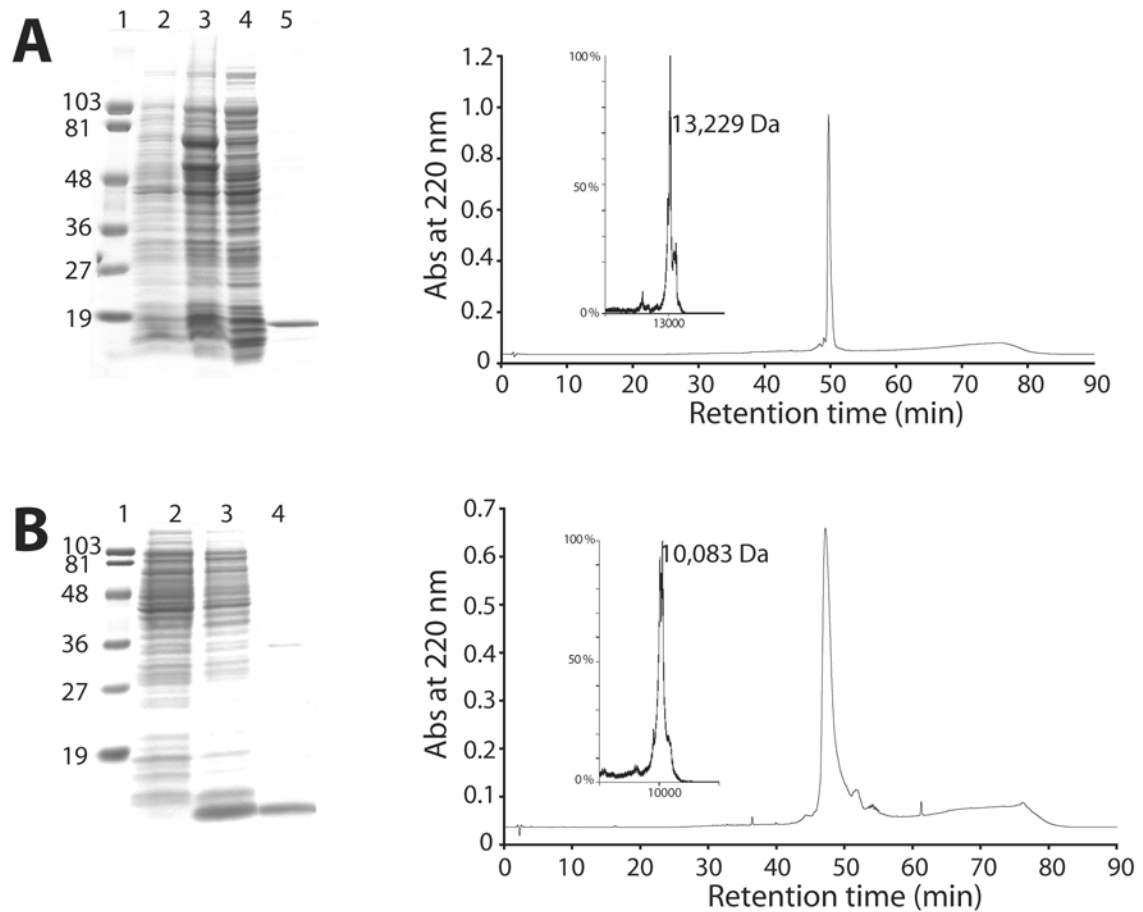 A
1 2 3 4 5
103
81
48
36
27
19
1.2
1.0
0.8
0.6
0.4
0.2
0
Abs at 220 nm
100 %
50 %
0 %
13000
13,229 Da
0 10 20 30 40 50 60 70 80 90
Retention time (min)
B
1 2 3 4
103
81
48
36
27
19
0.7
0.6
0.5
0.4
0.3
0.2
0.1
0
Abs at 220 nm
100 %
50 %
0 %
10000
10,083 Da
0 10 20 30 40 50 60 70 80 90
Retention time (min)